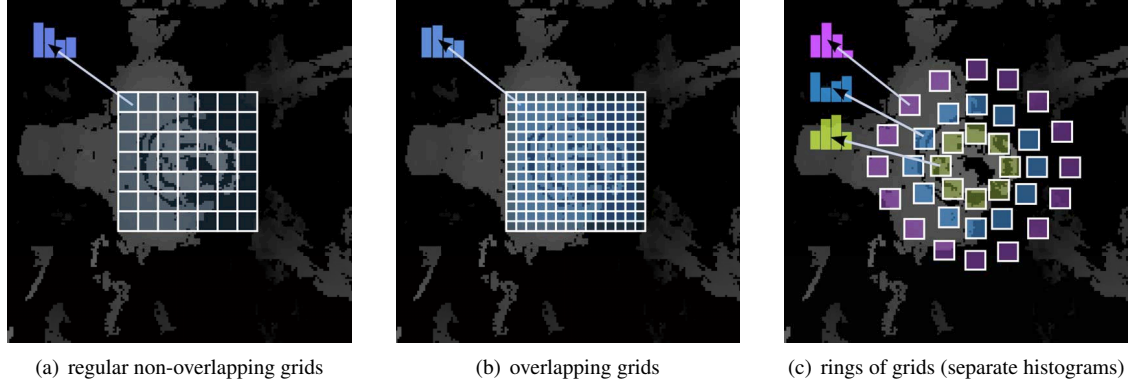 (a) regular non-overlapping grids
(b) overlapping grids
(c) rings of grids (separate histograms)